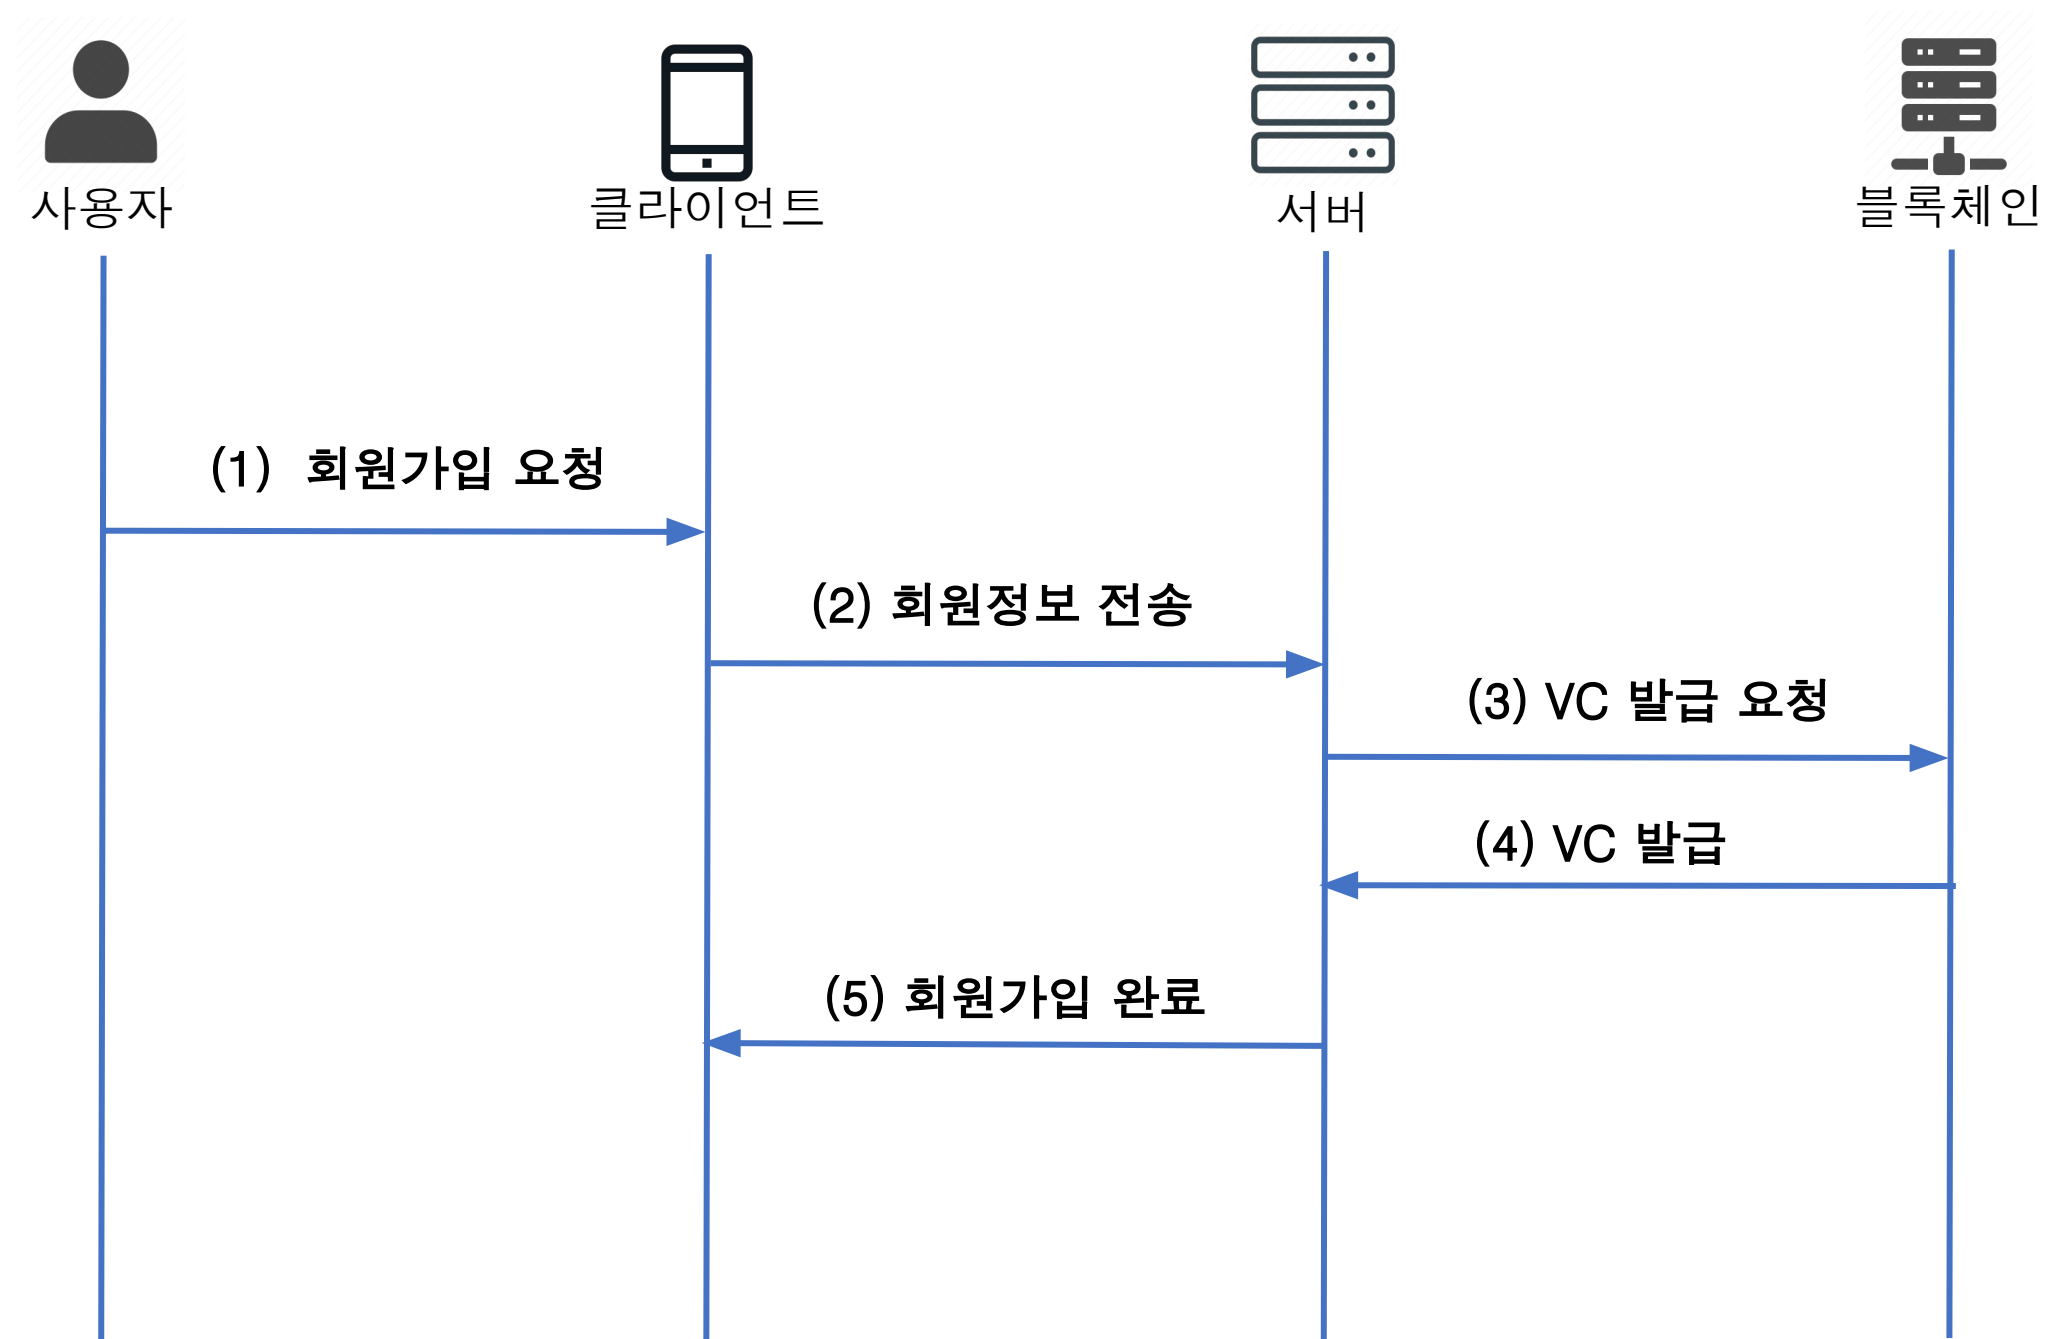 사용자
클라이언트
서버
블록체인
(1) 회원가입 요청
(2) 회원정보 전송
(3) VC 발급 요청
(4) VC 발급
(5) 회원가입 완료